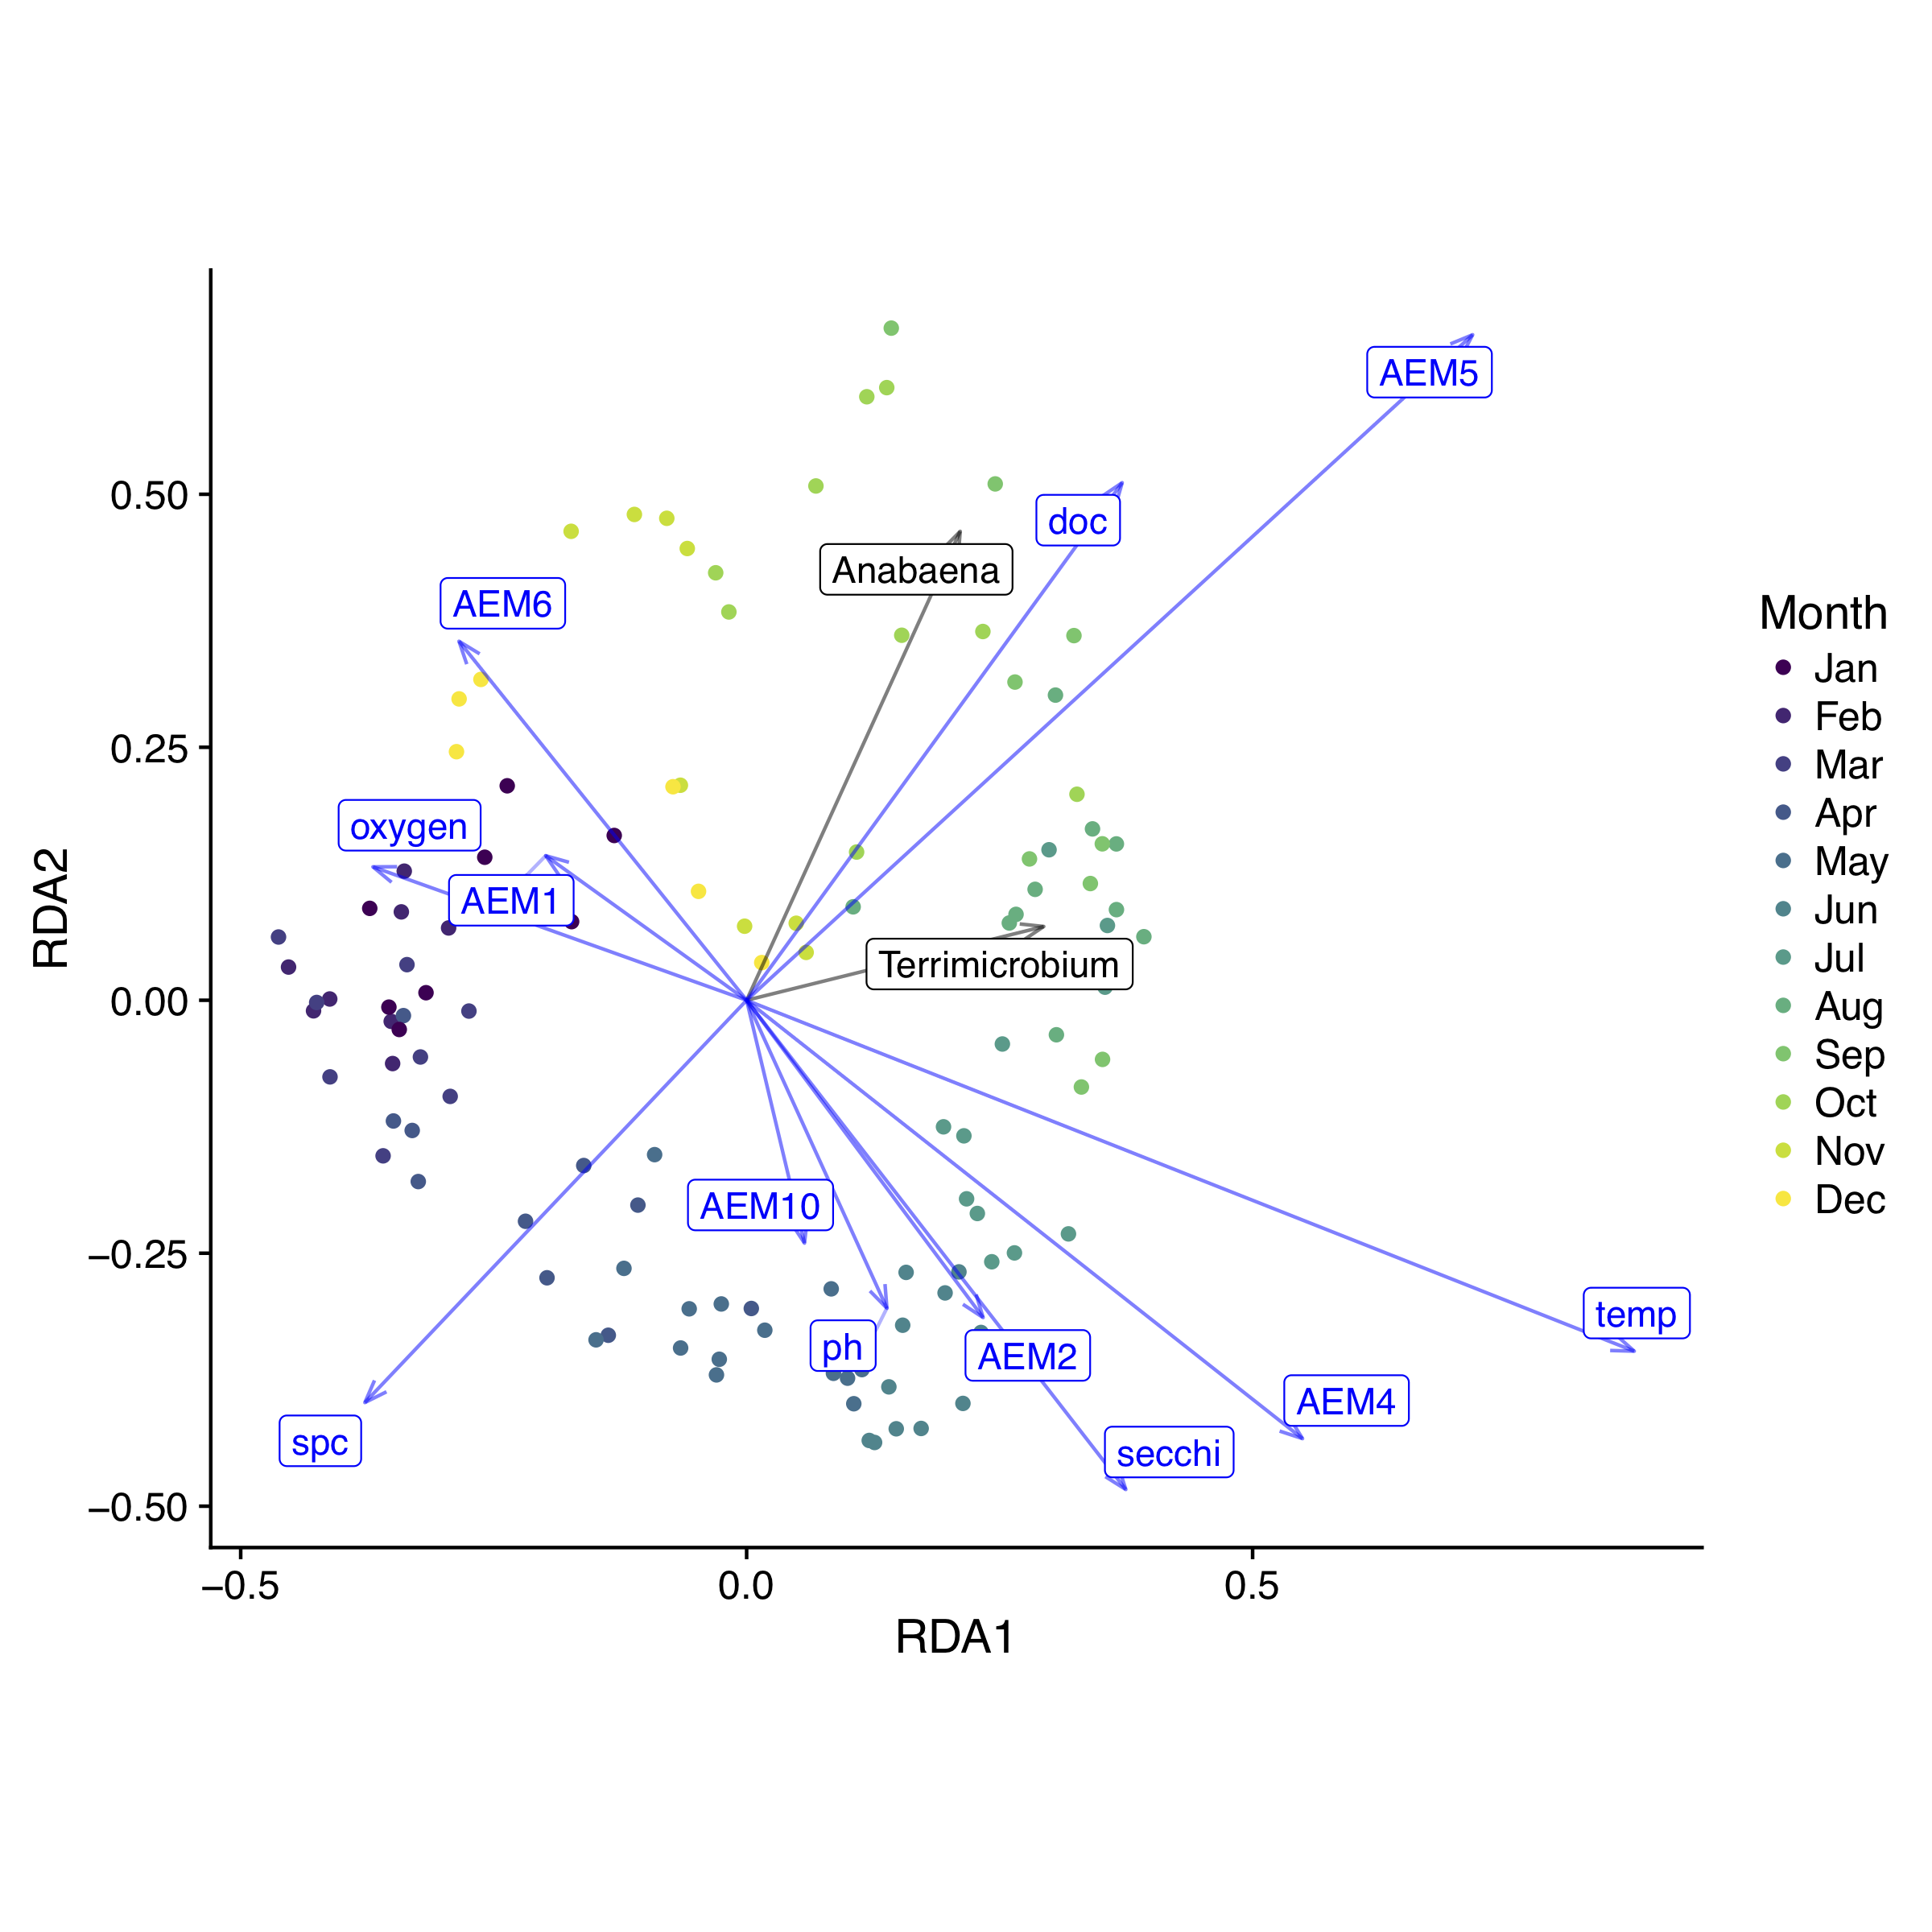 AEM5
doc
Anabaena
AEM6
oxygen
AEM1
Terrimicrobium
AEM10
ph
AEM2
temp
AEM4
secchi
spc
0.50
0.25
0.00
−0.25
−0.50
RDA2
−0.5
0.0
0.5
RDA1
Month
Jan
Feb
Mar
Apr
May
Jun
Jul
Aug
Sep
Oct
Nov
Dec